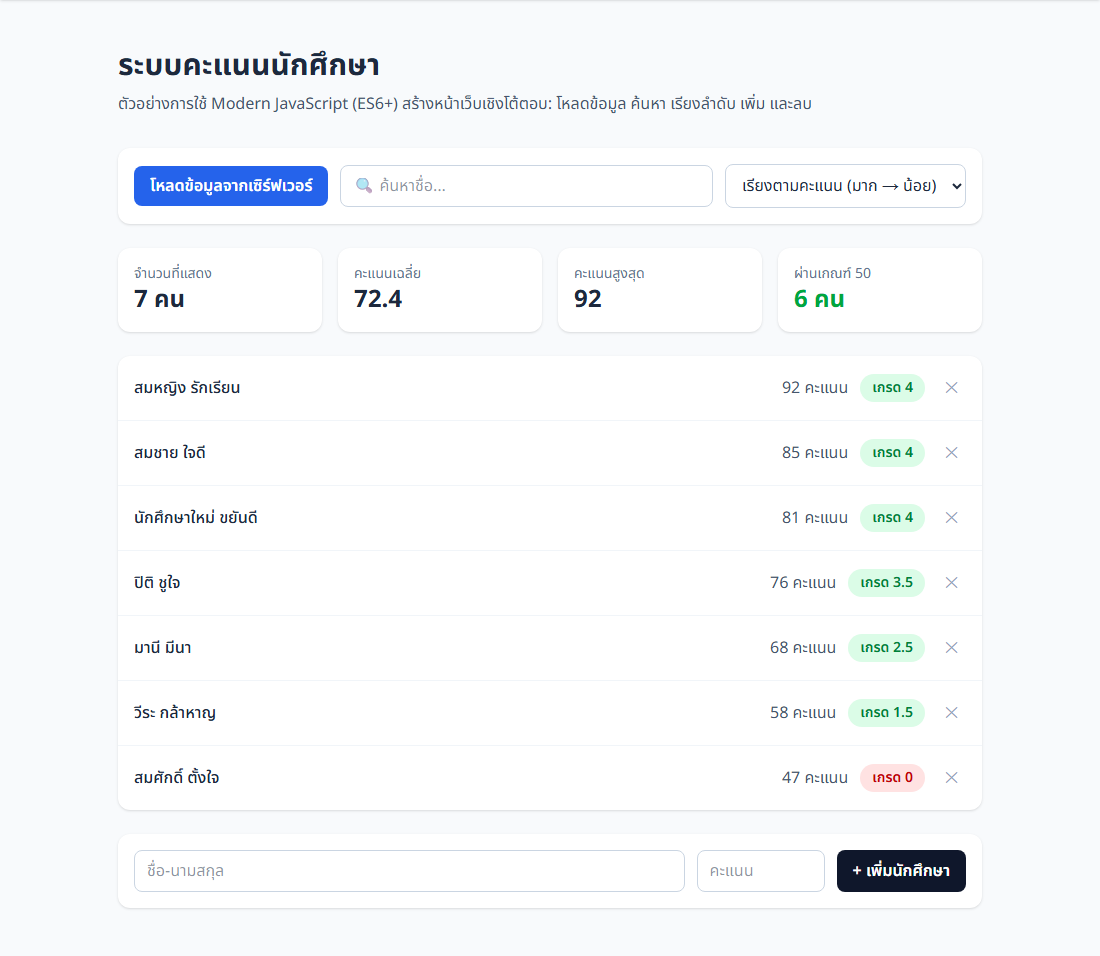 ระบบคะแนนนักศึกษา
ตัวอย่างการใช้ Modern JavaScript (ES6+) สร้างหน้าเว็บเชิงโต้ตอบ: โหลดข้อมูล ค้นหา เรียงลำดับ เพิ่ม และลบ
โหลดข้อมูลจากเซิร์ฟเวอร์
🔍 ค้นหาชื่อ...
เรียงตามคะแนน (มาก → น้อย)
จำนวนที่แสดง
7 คน
คะแนนเฉลี่ย
72.4
คะแนนสูงสุด
92
ผ่านเกณฑ์ 50
6 คน
สมหญิง รักเรียน 92 คะแนน เกรด 4 ✕
สมชาย ใจดี 85 คะแนน เกรด 4 ✕
นักศึกษาใหม่ ขยันดี 81 คะแนน เกรด 4 ✕
ปิติ ชูใจ 76 คะแนน เกรด 3.5 ✕
มานี มีนา 68 คะแนน เกรด 2.5 ✕
วีระ กล้าหาญ 58 คะแนน เกรด 1.5 ✕
สมศักดิ์ ตั้งใจ 47 คะแนน เกรด 0 ✕
ชื่อ-นามสกุล
คะแนน
+ เพิ่มนักศึกษา